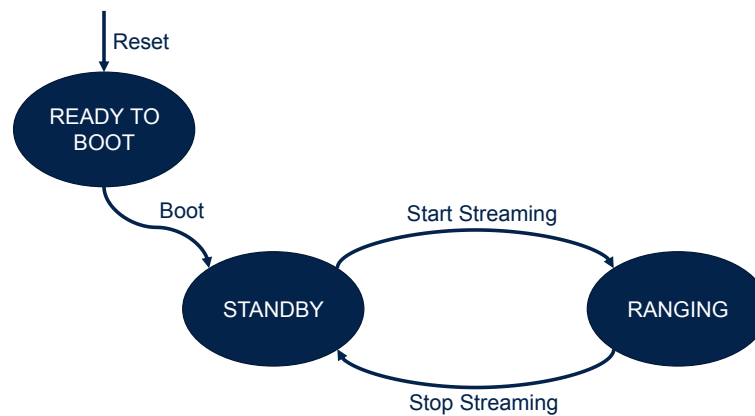 Reset
READY TO
BOOT
Boot
Start Streaming
STANDBY
RANGING
Stop Streaming